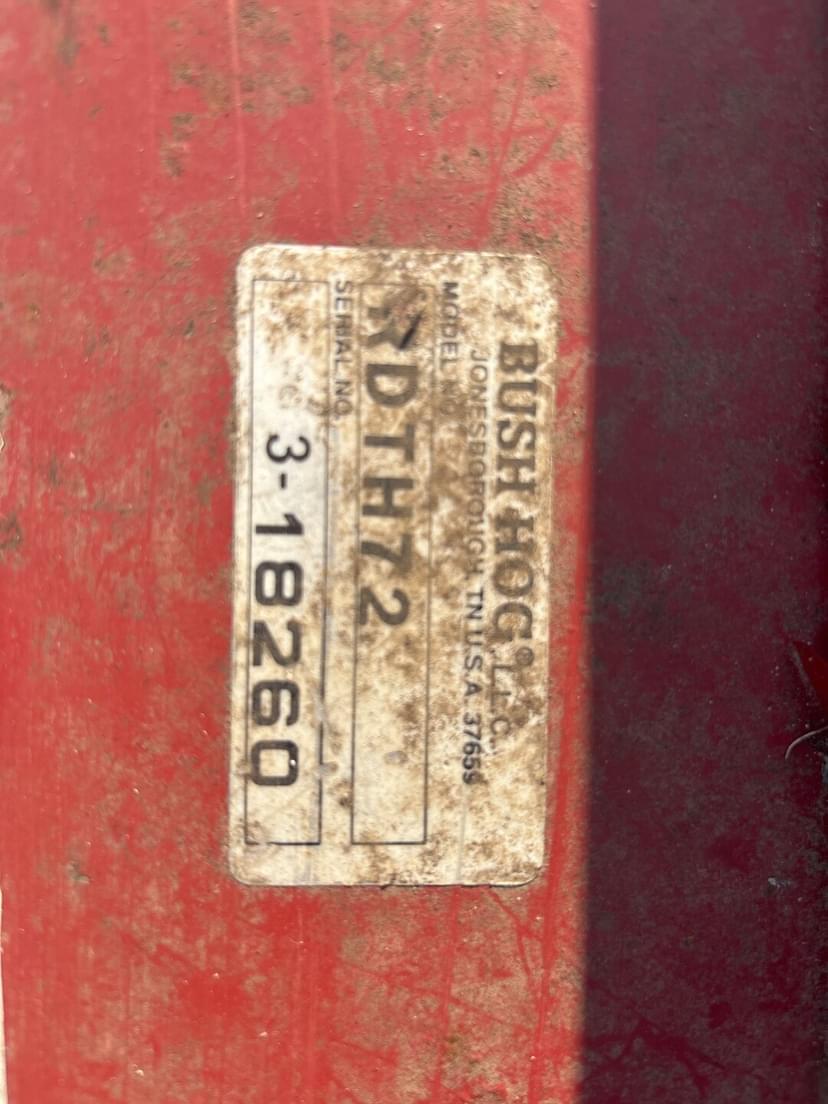 BUSH HOG® L.L.C.
JONESBOROUGH, TN U.S.A. 37659
MODEL NO.
RDTH72
SERIAL NO.
3-18260